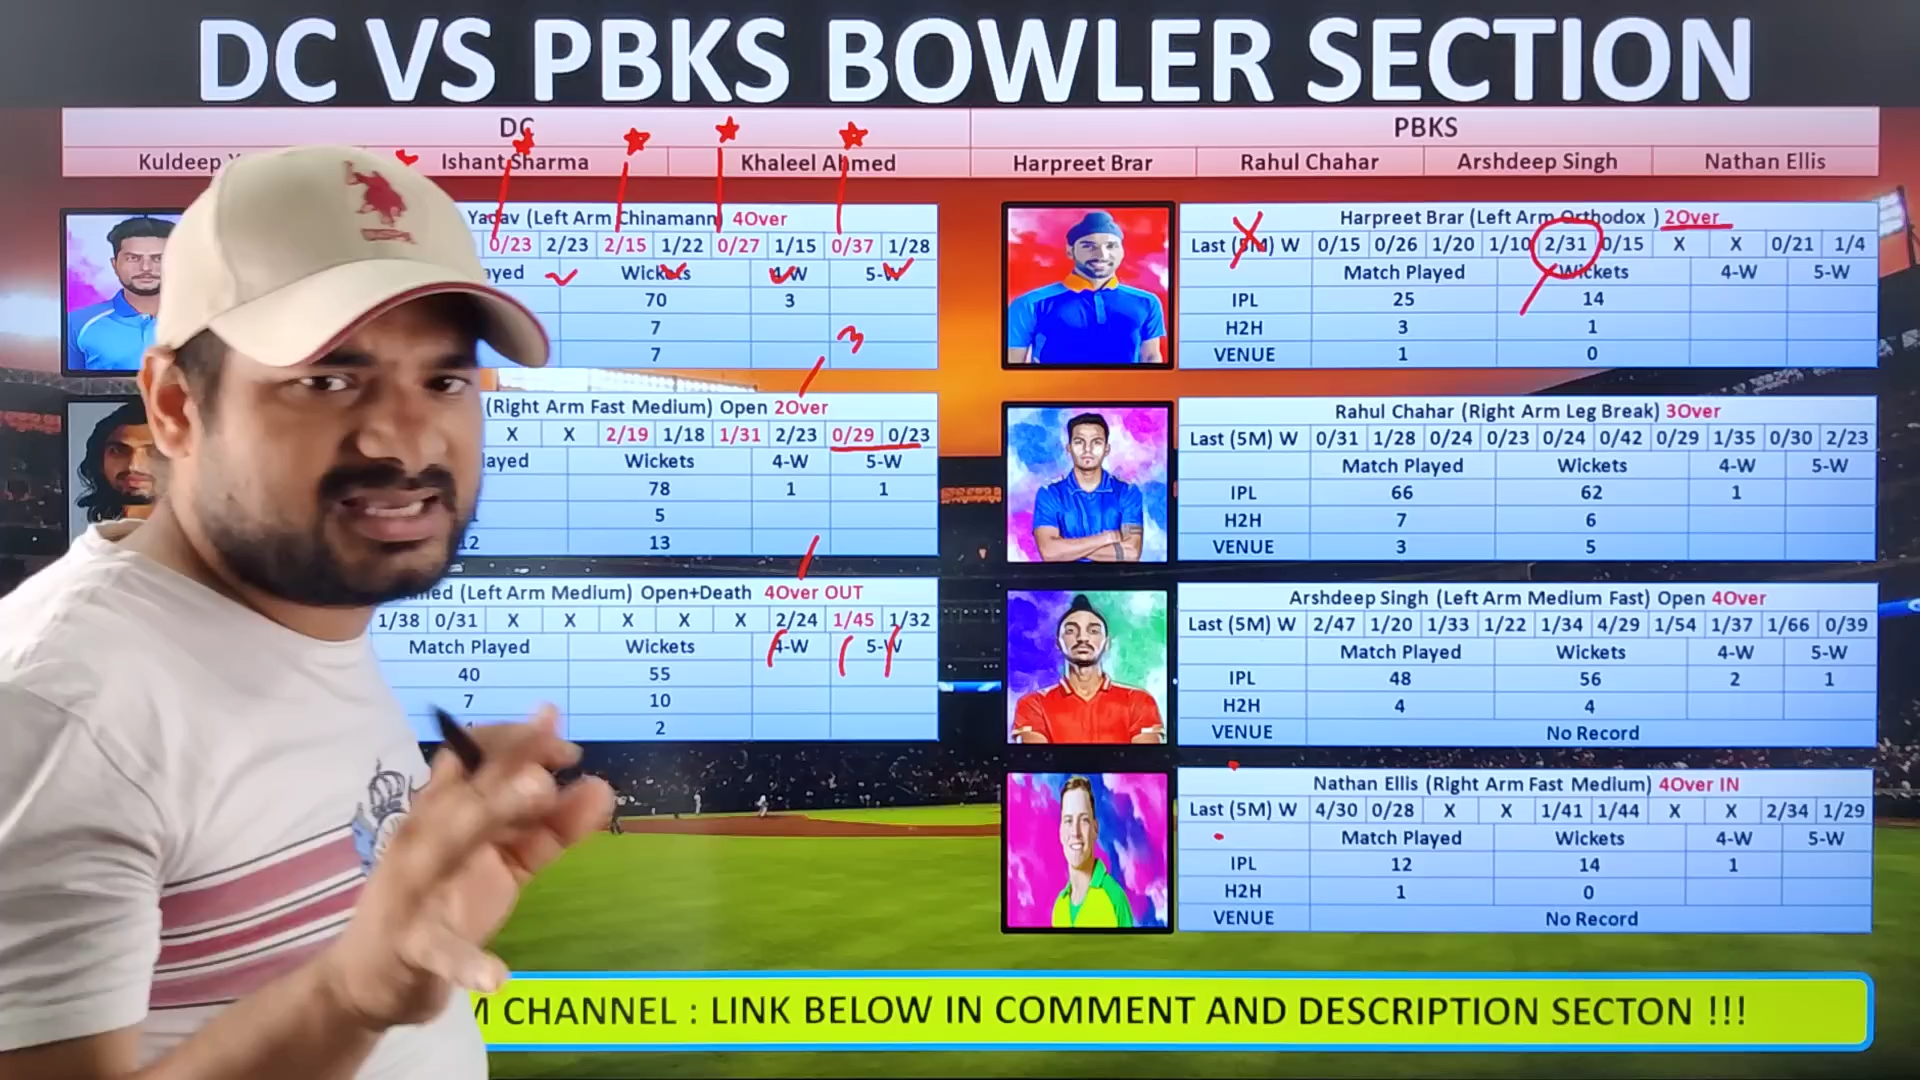 DC VS PBKS BOWLER SECTION
DC PBKS
Kuldeep Ishant Sharma Khaleel Ahmed Harpreet Brar Rahul Chahar Arshdeep Singh Nathan Ellis
Yadav (Left Arm Chinamann) 4Over
0/23 2/23 2/15 1/22 0/27 1/15 0/37 1/28
Wickets 4-W 5-W
70 3
7
7
3
(Right Arm Fast Medium) Open 2Over
X X 2/19 1/18 1/31 2/23 0/29 0/23
Wickets 4-W 5-W
78 1 1
5
12 13
(Left Arm Medium) Open+Death 4Over OUT
1/38 0/31 X X X X X 2/24 1/45 1/32
Match Played Wickets 4-W 5-W
40 55
7 10
2
Harpreet Brar (Left Arm Orthodox ) 2Over
Last (5M) W 0/15 0/26 1/20 1/10 2/31 0/15 X X 0/21 1/4
Match Played Wickets 4-W 5-W
IPL 25 14
H2H 3 1
VENUE 1 0
Rahul Chahar (Right Arm Leg Break) 3Over
Last (5M) W 0/31 1/28 0/24 0/23 0/24 0/42 0/29 1/35 0/30 2/23
Match Played Wickets 4-W 5-W
IPL 66 62 1
H2H 7 6
VENUE 3 5
Arshdeep Singh (Left Arm Medium Fast) Open 4Over
Last (5M) W 2/47 1/20 1/33 1/22 1/34 4/29 1/54 1/37 1/66 0/39
Match Played Wickets 4-W 5-W
IPL 48 56 2 1
H2H 4 4
VENUE No Record
Nathan Ellis (Right Arm Fast Medium) 4Over IN
Last (5M) W 4/30 0/28 X X 1/41 1/44 X X 2/34 1/29
Match Played Wickets 4-W 5-W
IPL 12 14 1
H2H 1 0
VENUE No Record
CHANNEL : LINK BELOW IN COMMENT AND DESCRIPTION SECTON !!!